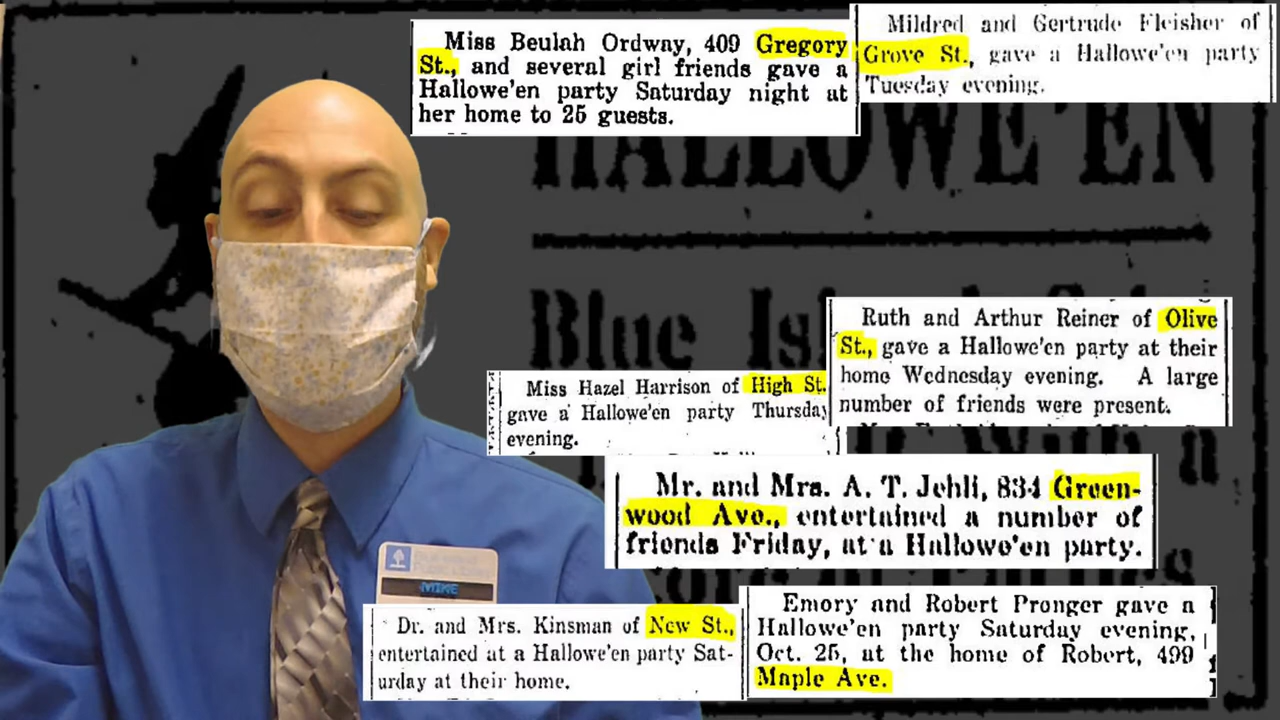 Miss Beulah Ordway, 409 Gregory
St., and several girl friends gave a
Hallowe'en party Saturday night at
her home to 25 guests.
Mildred and Gertrude Fleisher of
Grove St., gave a Hallowe'en party
Tuesday evening.
HALLOWE'EN
Blue
Ruth and Arthur Reiner of Olive
St., gave a Hallowe'en party at their
home Wednesday evening. A large
number of friends were present.
Miss Hazel Harrison of High St.
gave a Hallowe'en party Thursday
evening.
With a
Mr. and Mrs. A. T. Jehli, 834 Green-
wood Ave., entertained a number of
friends Friday, at a Hallowe'en party.
MIKE
Dr. and Mrs. Kinsman of New St.,
entertained at a Hallowe'en party Sat-
urday at their home.
Emory and Robert Pronger gave a
Hallowe'en party Saturday evening,
Oct. 25, at the home of Robert, 499
Maple Ave.